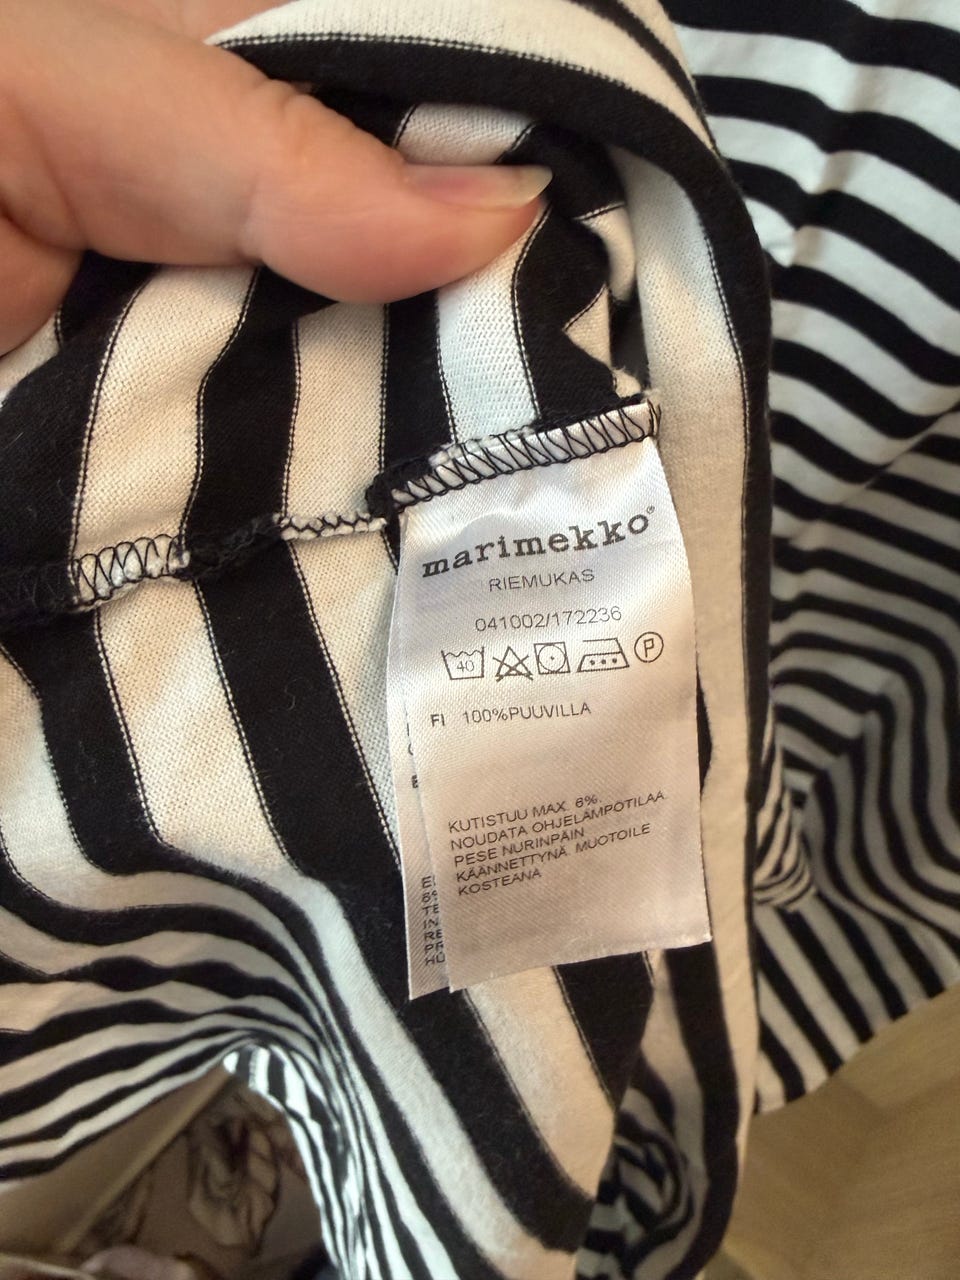 marimekko®
RIEMUKAS
041002/172236
40 P
FI 100%PUUVILLA
KUTISTUU MAX. 6%.
NOUDATA OHJELÄMPÖTILAA.
PESE NURINPÄIN
KÄÄNNETTYNÄ. MUOTOILE
KOSTEANA